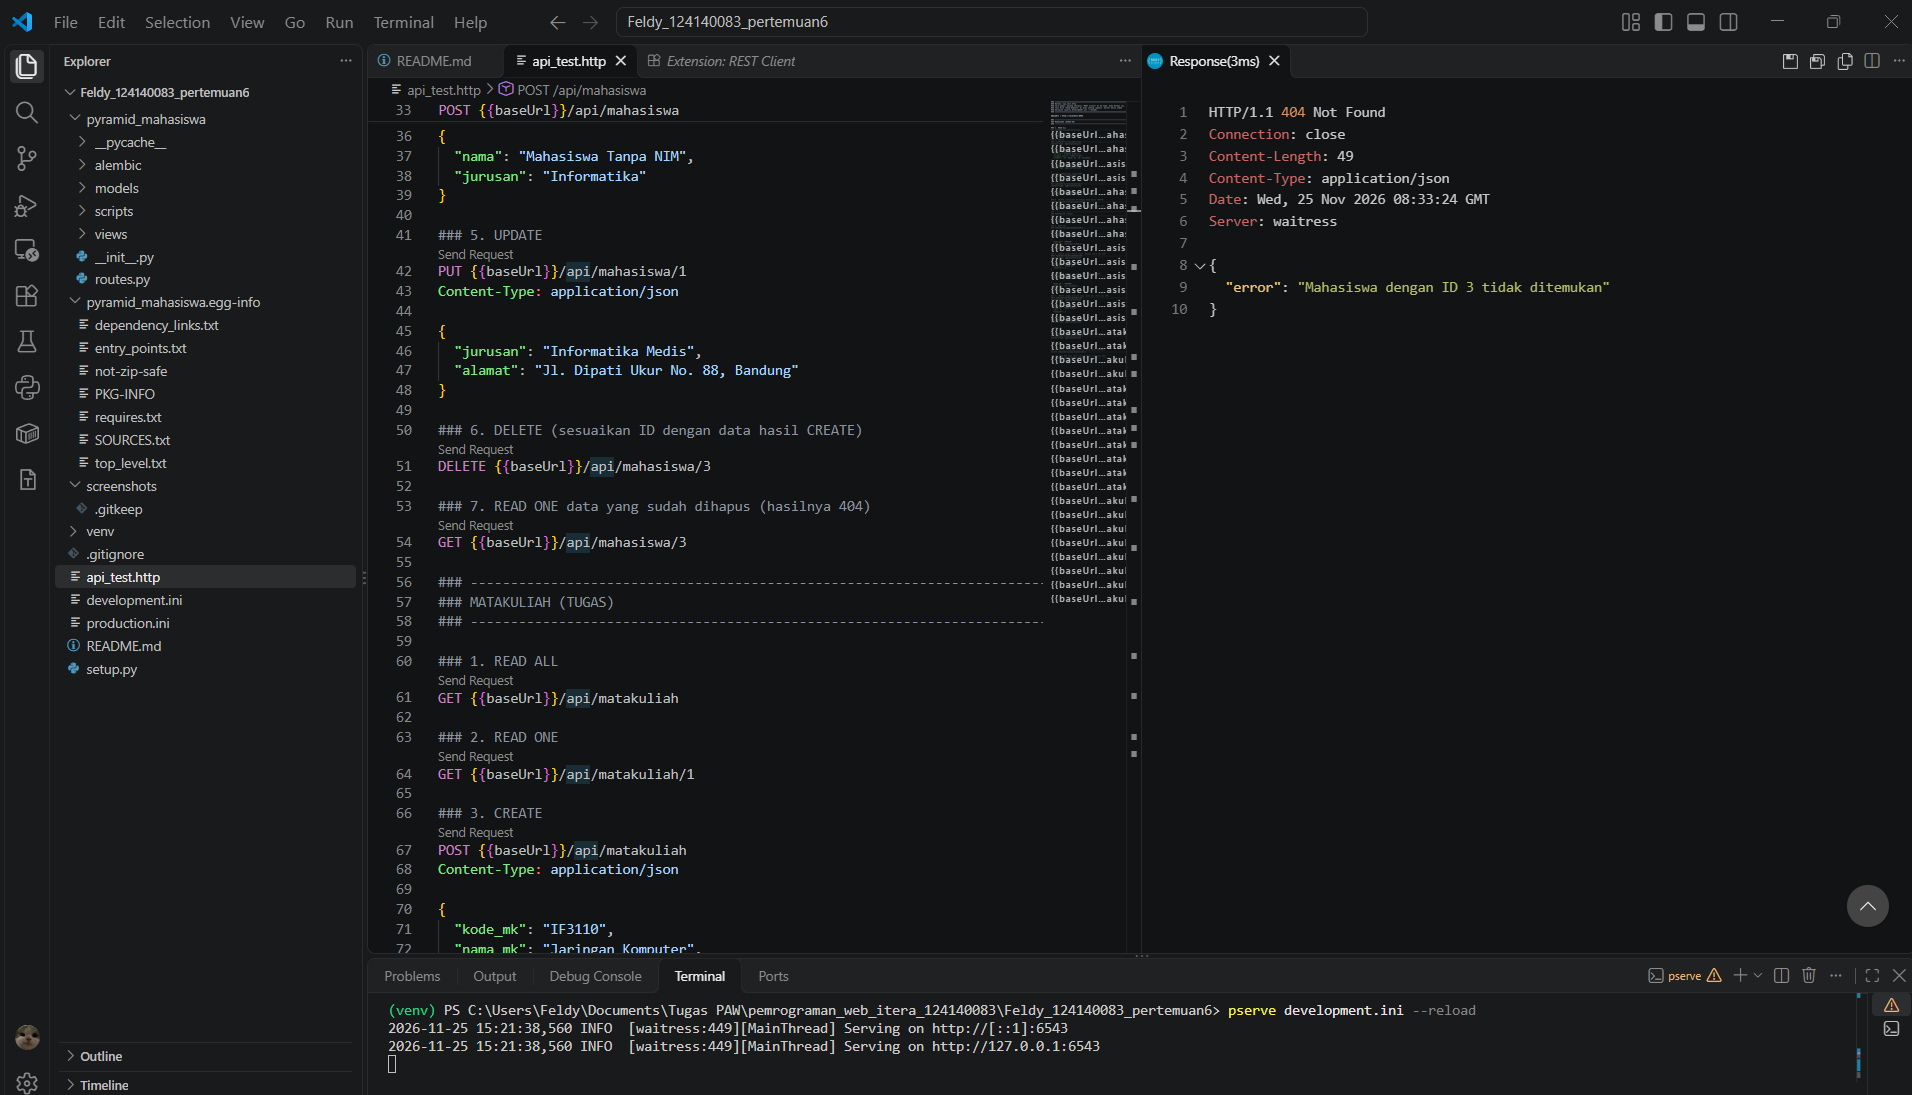 File Edit Selection View Go Run Terminal Help
Feldy_124140083_pertemuan6
Explorer
Feldy_124140083_pertemuan6
pyramid_mahasiswa
__pycache__
alembic
models
scripts
views
__init__.py
routes.py
pyramid_mahasiswa.egg-info
dependency_links.txt
entry_points.txt
not-zip-safe
PKG-INFO
requires.txt
SOURCES.txt
top_level.txt
screenshots
.gitkeep
venv
.gitignore
api_test.http
development.ini
production.ini
README.md
setup.py
Outline
Timeline
README.md
api_test.http
Extension: REST Client
api_test.http > POST /api/mahasiswa
33 POST {{baseUrl}}/api/mahasiswa
36 {
37 "nama": "Mahasiswa Tanpa NIM",
38 "jurusan": "Informatika"
39 }
40
41 ### 5. UPDATE
Send Request
42 PUT {{baseUrl}}/api/mahasiswa/1
43 Content-Type: application/json
44
45 {
46 "jurusan": "Informatika Medis",
47 "alamat": "Jl. Dipati Ukur No. 88, Bandung"
48 }
49
50 ### 6. DELETE (sesuaikan ID dengan data hasil CREATE)
Send Request
51 DELETE {{baseUrl}}/api/mahasiswa/3
52
53 ### 7. READ ONE data yang sudah dihapus (hasilnya 404)
Send Request
54 GET {{baseUrl}}/api/mahasiswa/3
55
56 ### -----------------------------------------------------------------------
57 ### MATAKULIAH (TUGAS)
58 ### -----------------------------------------------------------------------
59
60 ### 1. READ ALL
Send Request
61 GET {{baseUrl}}/api/matakuliah
62
63 ### 2. READ ONE
Send Request
64 GET {{baseUrl}}/api/matakuliah/1
65
66 ### 3. CREATE
Send Request
67 POST {{baseUrl}}/api/matakuliah
68 Content-Type: application/json
69
70 {
71 "kode_mk": "IF3110",
72 "nama_mk": "Jaringan Komputer",
Response(3ms)
1 HTTP/1.1 404 Not Found
2 Connection: close
3 Content-Length: 49
4 Content-Type: application/json
5 Date: Wed, 25 Nov 2026 08:33:24 GMT
6 Server: waitress
7
8 {
9 "error": "Mahasiswa dengan ID 3 tidak ditemukan"
10 }
Problems Output Debug Console Terminal Ports
pserve
(venv) PS C:\Users\Feldy\Documents\Tugas PAW\pemrograman_web_itera_124140083\Feldy_124140083_pertemuan6> pserve development.ini --reload
2026-11-25 15:21:38,560 INFO [waitress:449][MainThread] Serving on http://[::1]:6543
2026-11-25 15:21:38,560 INFO [waitress:449][MainThread] Serving on http://127.0.0.1:6543